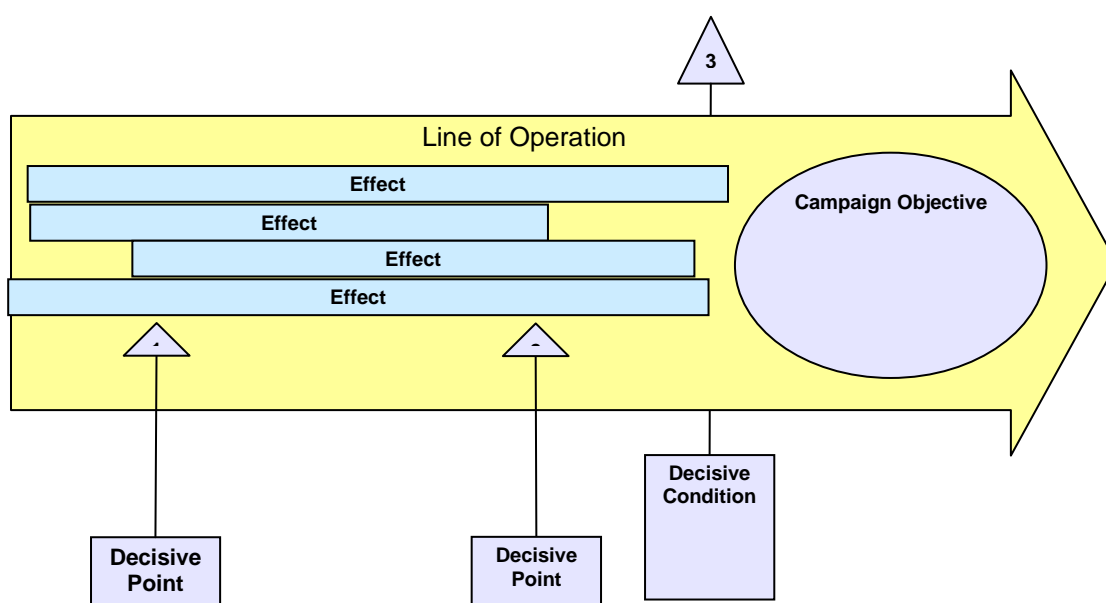 3
Line of Operation
Effect
Campaign Objective
Effect
Effect
Effect
Decisive
Condition
Decisive
Point
Decisive
Point